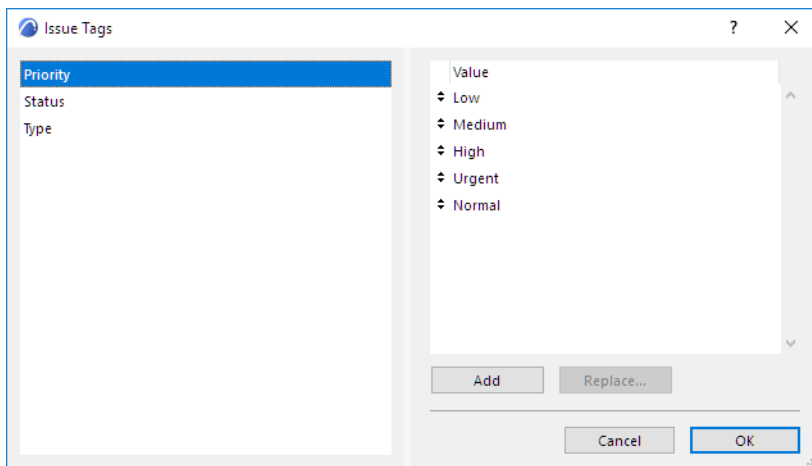 Issue Tags
?
Priority
Status
Type
Value
Low
Medium
High
Urgent
Normal
Add
Replace...
Cancel
OK